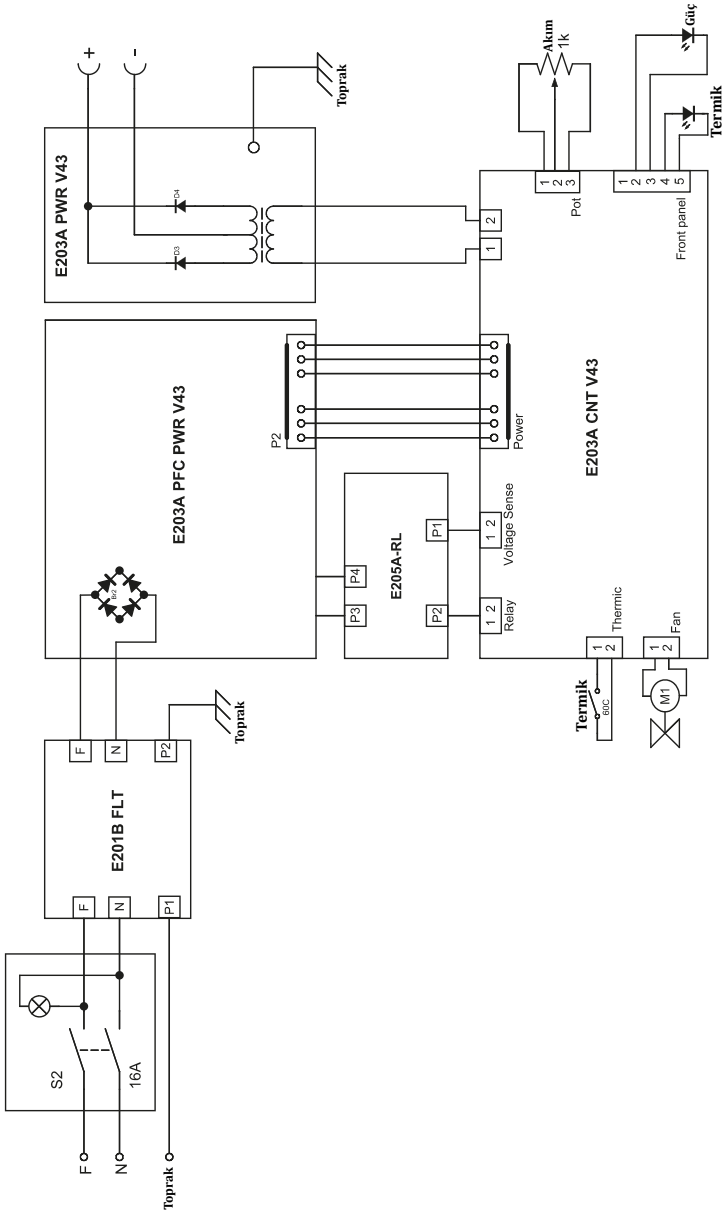 +
-
Toprak
E203A PWR V43
D4
D3
Akım
1k
Güç
Termik
1
2
3
Pot
1
2
3
4
5
Front panel
2
1
E203A PFC PWR V43
P2
Power
E203A CNT V43
Br2
E205A-RL
P4
P3
P1
P2
1 2
Voltage Sense
1 2
Relay
Thermic
1
2
Termik
60C
Fan
1
2
M1
Toprak
F
N
P2
E201B FLT
F
N
P1
S2
16A
F
N
Toprak